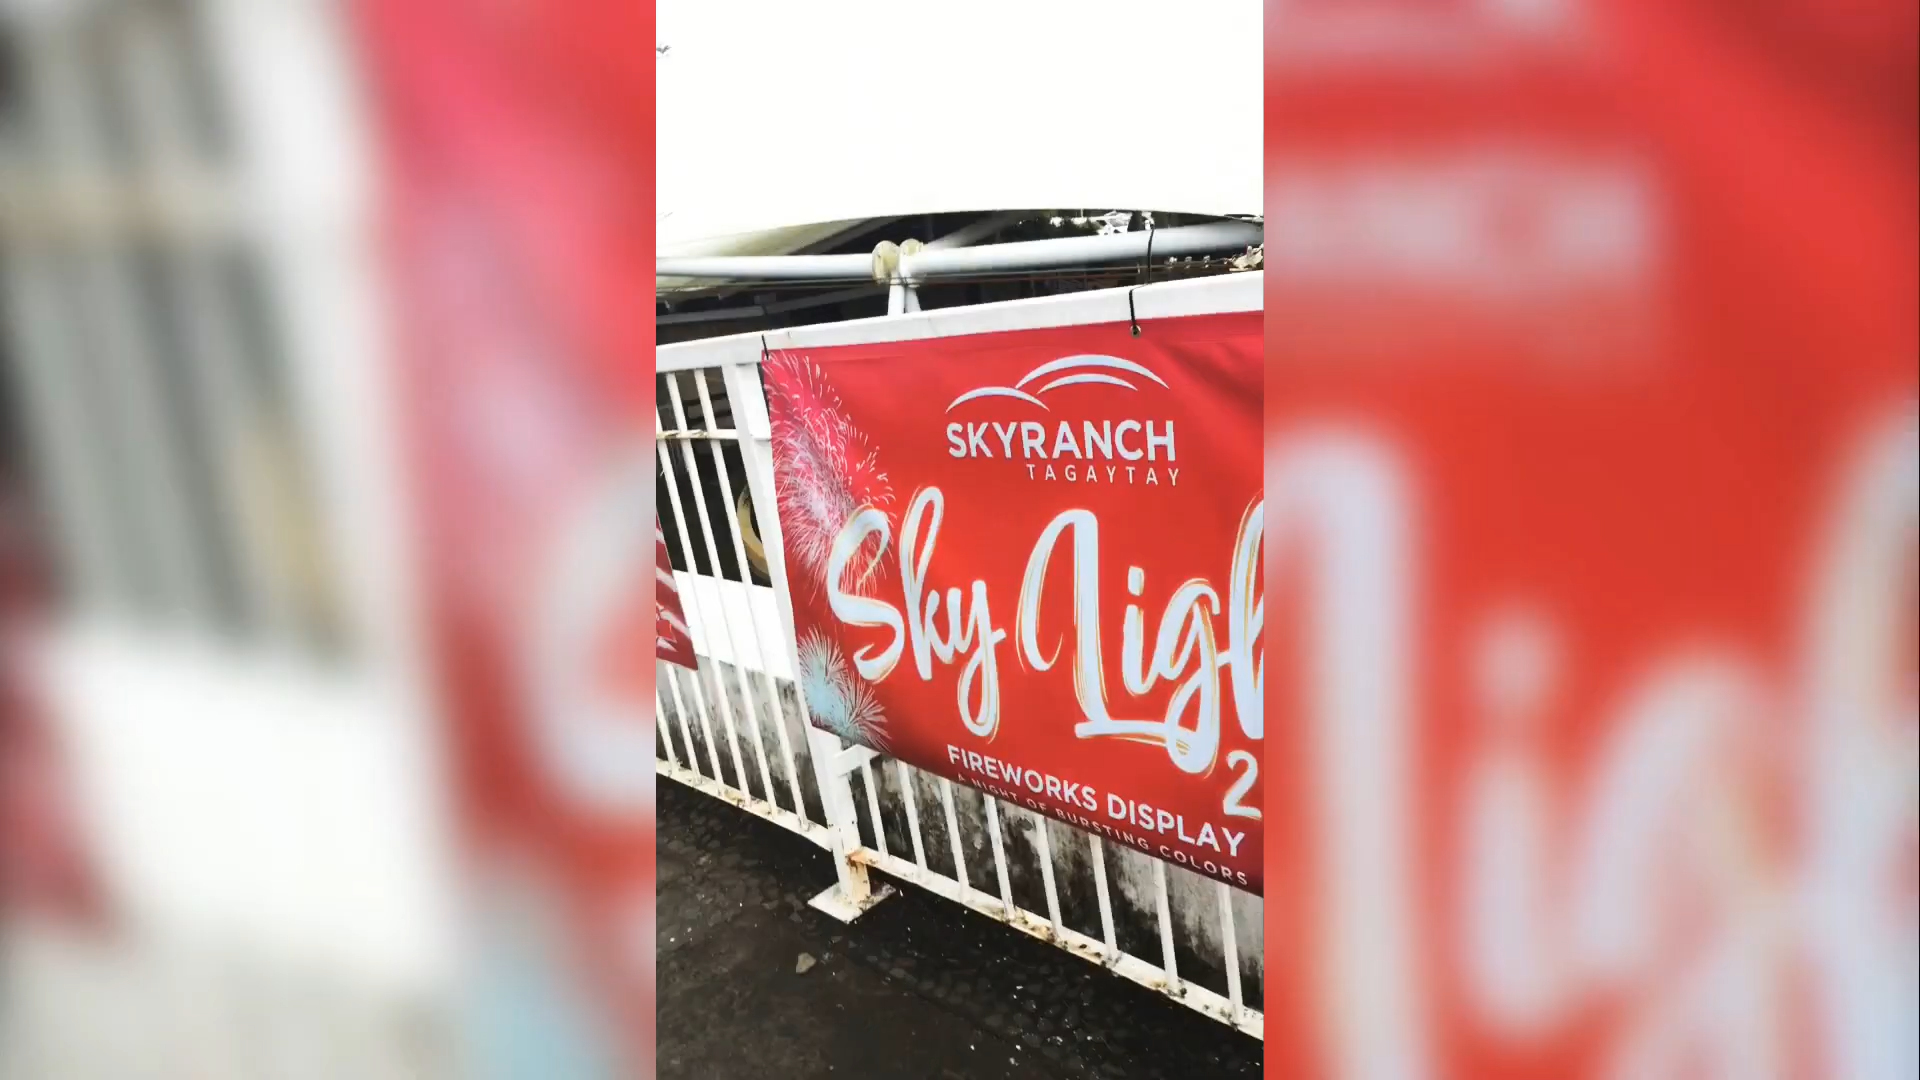 SKYRANCH
TAGAYTAY
Sky Ligh
2
FIREWORKS DISPLAY
A NIGHT OF BURSTING COLORS